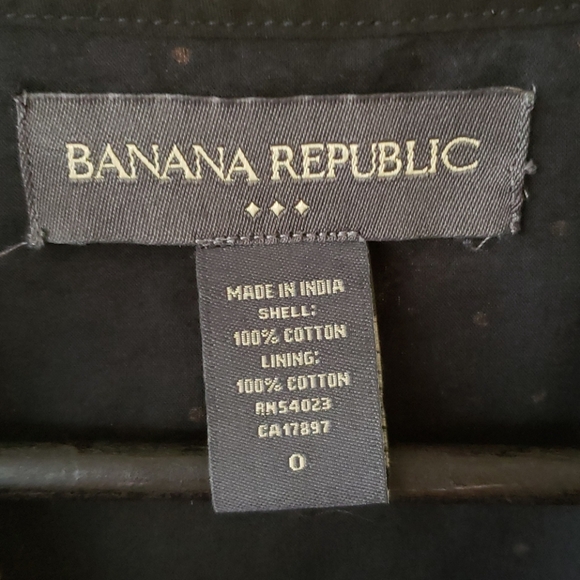 BANANA REPUBLIC
MADE IN INDIA
SHELL:
100% COTTON
LINING:
100% COTTON
RN54023
CA17897
0